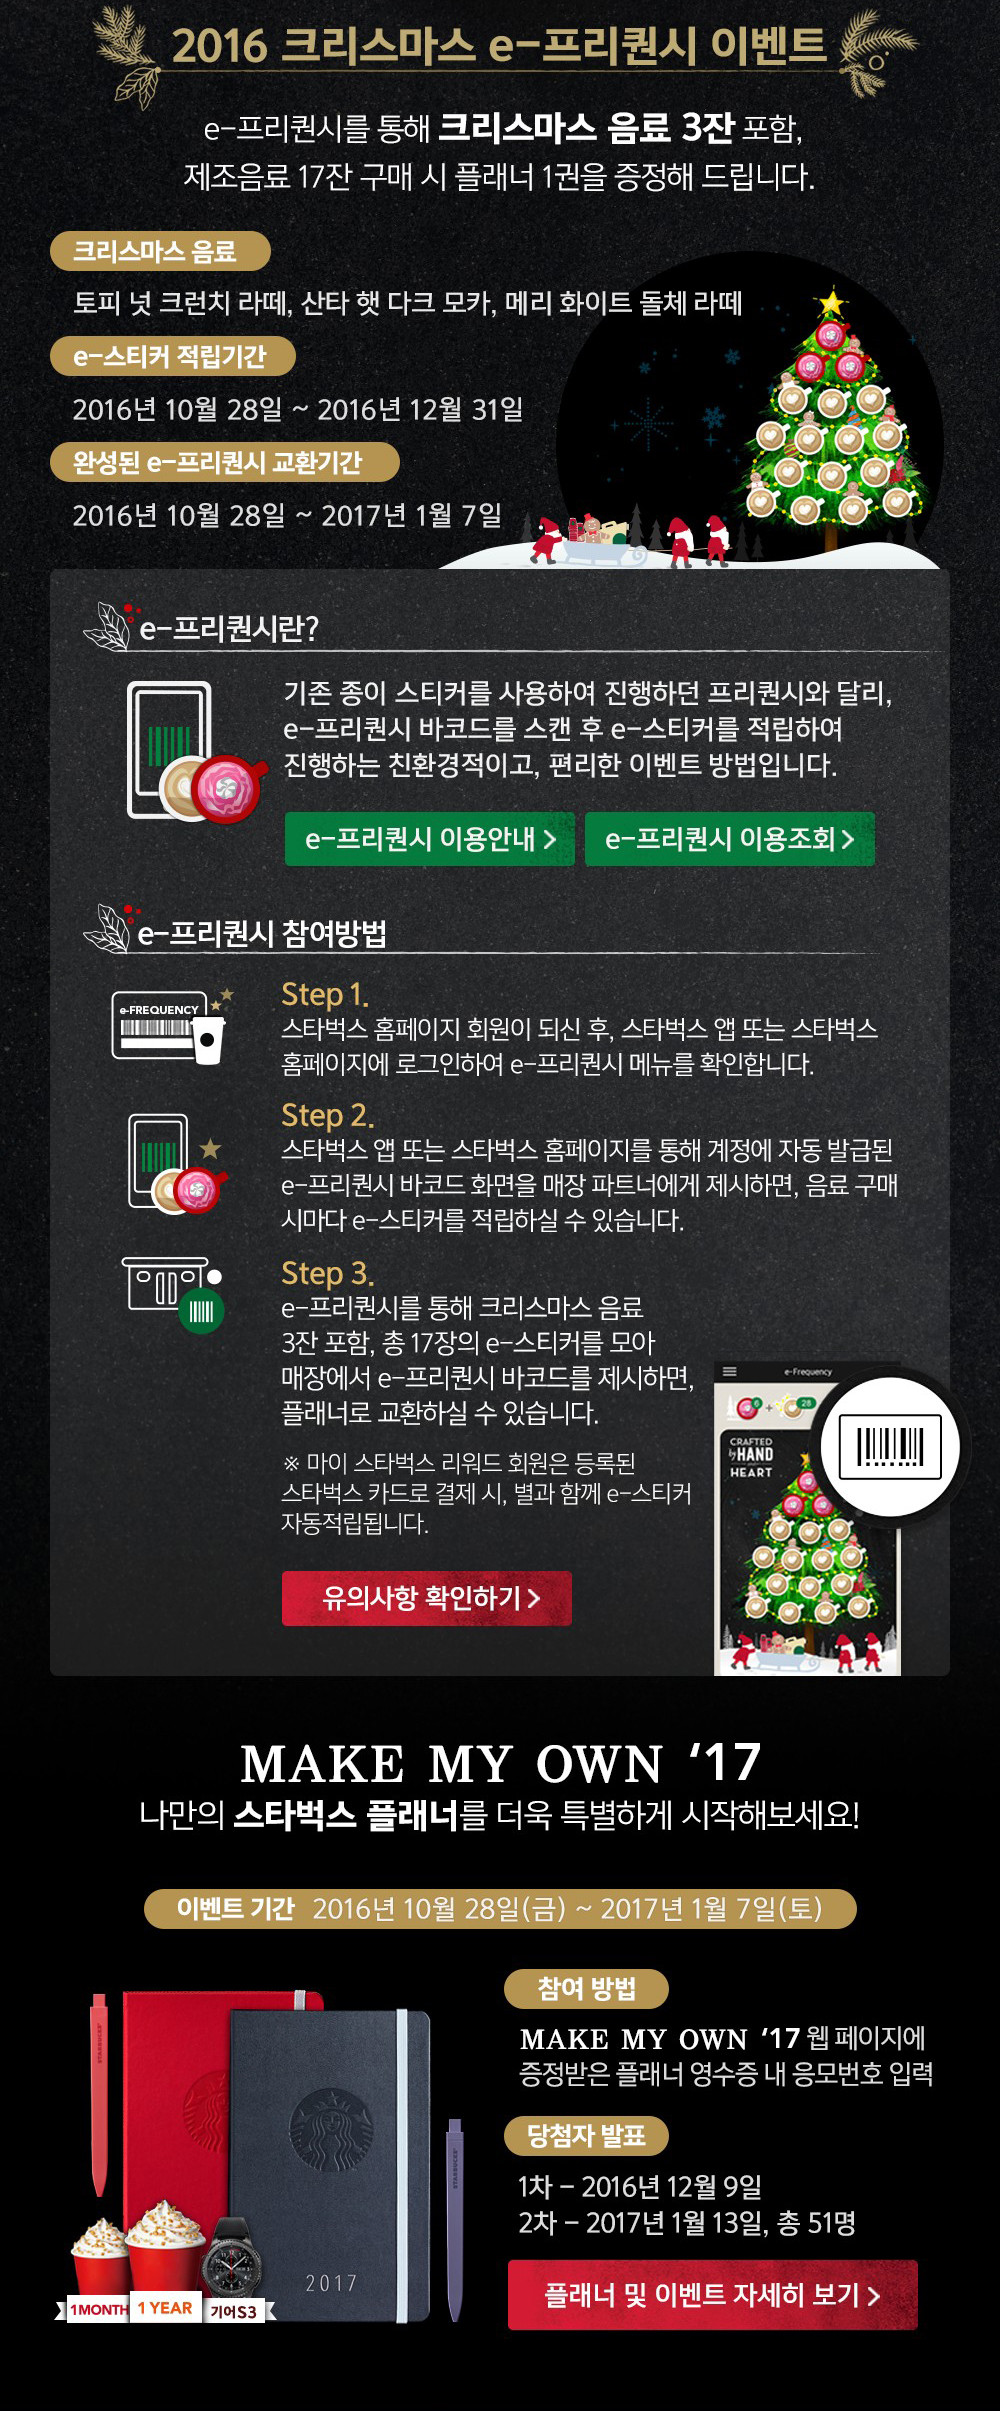 2016 크리스마스 e-프리퀀시 이벤트
e-프리퀀시를 통해 크리스마스 음료 3잔 포함,
제조음료 17잔 구매 시 플래너 1권을 증정해 드립니다.
크리스마스 음료
토피 넛 크런치 라떼, 산타 햇 다크 모카, 메리 화이트 돌체 라떼
e-스티커 적립기간
2016년 10월 28일 ~ 2016년 12월 31일
완성된 e-프리퀀시 교환기간
2016년 10월 28일 ~ 2017년 1월 7일
e-프리퀀시란?
기존 종이 스티커를 사용하여 진행하던 프리퀀시와 달리,
e-프리퀀시 바코드를 스캔 후 e-스티커를 적립하여
진행하는 친환경적이고, 편리한 이벤트 방법입니다.
e-프리퀀시 이용안내 >
e-프리퀀시 이용조회 >
e-프리퀀시 참여방법
e-FREQUENCY
Step 1.
스타벅스 홈페이지 회원이 되신 후, 스타벅스 앱 또는 스타벅스
홈페이지에 로그인하여 e-프리퀀시 메뉴를 확인합니다.
Step 2.
스타벅스 앱 또는 스타벅스 홈페이지를 통해 계정에 자동 발급된
e-프리퀀시 바코드 화면을 매장 파트너에게 제시하면, 음료 구매
시마다 e-스티커를 적립하실 수 있습니다.
Step 3.
e-프리퀀시를 통해 크리스마스 음료
3잔 포함, 총 17장의 e-스티커를 모아
매장에서 e-프리퀀시 바코드를 제시하면,
플래너로 교환하실 수 있습니다.
※ 마이 스타벅스 리워드 회원은 등록된
스타벅스 카드로 결제 시, 별과 함께 e-스티커
자동적립됩니다.
유의사항 확인하기 >
e-Frequency
6 + 28
CRAFTED
by HAND
HEART
MAKE MY OWN ‘17
나만의 스타벅스 플래너를 더욱 특별하게 시작해보세요!
이벤트 기간 2016년 10월 28일(금) ~ 2017년 1월 7일(토)
STARBUCKS
STARBUCKS
2017
1 MONTH
1 YEAR
기어S3
참여 방법
MAKE MY OWN ‘17 웹 페이지에
증정받은 플래너 영수증 내 응모번호 입력
당첨자 발표
1차 - 2016년 12월 9일
2차 - 2017년 1월 13일, 총 51명
플래너 및 이벤트 자세히 보기 >